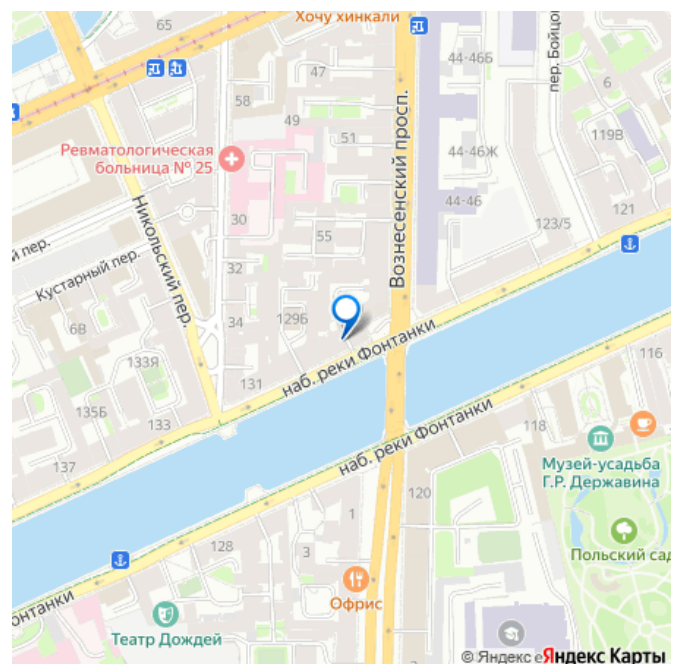 Хочу хинкали
65
44-46Б
пер. Бойцов
47
58
49
6
51
119В
Ревматологическая
больница № 25
44-46Ж
Вознесенский просп.
44-46
Никольский пер.
30
123/5
121
55
й пер.
Кустарный пер.
32
129Б
34
6В
наб. реки Фонтанки
133Я
131
116
135Б
133
наб. реки Фонтанки
118
137
Музей-усадьба
Г.Р. Державина
120
1
128
3
Польский сад
Офрис
онтанки
Театр Дождей
© Яндекс
Яндекс Карты